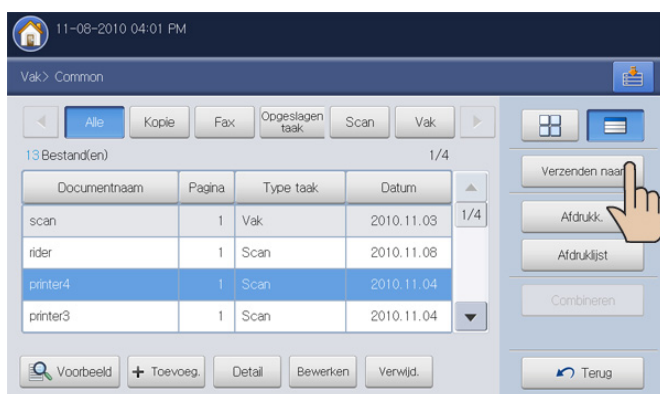 11-08-2010 04:01 PM
Vak> Common
Alle Kopie Fax Opgeslagen taak Scan Vak
13 Bestand(en) 1/4
Documentnaam Pagina Type taak Datum
scan 1 Vak 2010.11.03 1/4
rider 1 Scan 2010.11.08
printer4 1 Scan 2010.11.04
printer3 1 Scan 2010.11.04
Voorbeeld + Toevoeg. Detail Bewerken Verwijd.
Verzenden naar
Afdrukk.
Afdruklijst
Combineren
Terug